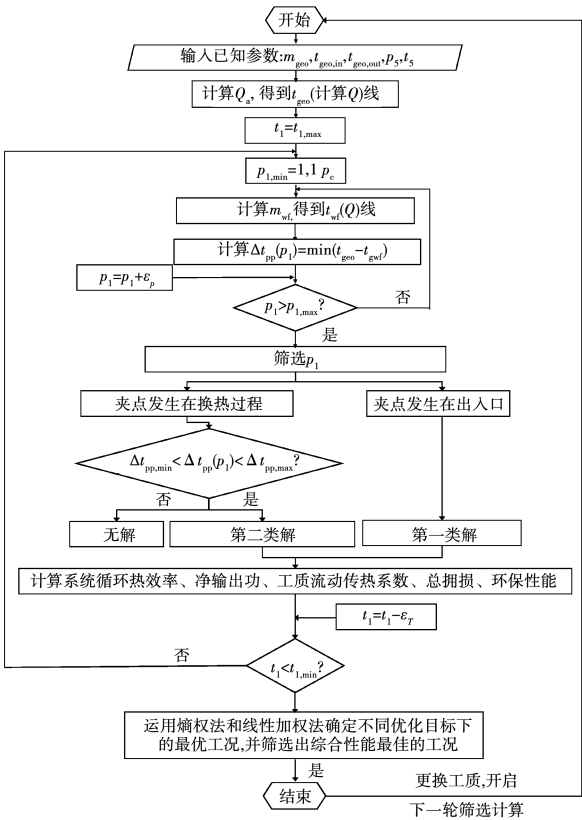 开始
输入已知参数:m_geo,t_geo,in,t_geo,out,p_5,t_5
计算Q_a,得到t_geo(计算Q)线
t_1=t_1,max
p_1,min=1,1 p_c
计算m_wf,得到t_wf(Q)线
计算Δt_pp(p_1)=min(t_geo-t_gwf)
p_1=p_1+ε_p
p_1>p_1,max?
否
是
筛选p_1
夹点发生在换热过程
夹点发生在出入口
Δt_pp,min<Δt_pp(p_1)<Δt_pp,max?
否
是
无解
第二类解
第一类解
计算系统循环热效率、净输出功、工质流动传热系数、总拥损、环保性能
t_1=t_1-ε_T
否
t_1<t_1,min?
运用熵权法和线性加权法确定不同优化目标下
的最优工况,并筛选出综合性能最佳的工况
是
更换工质,开启
结束
下一轮筛选计算